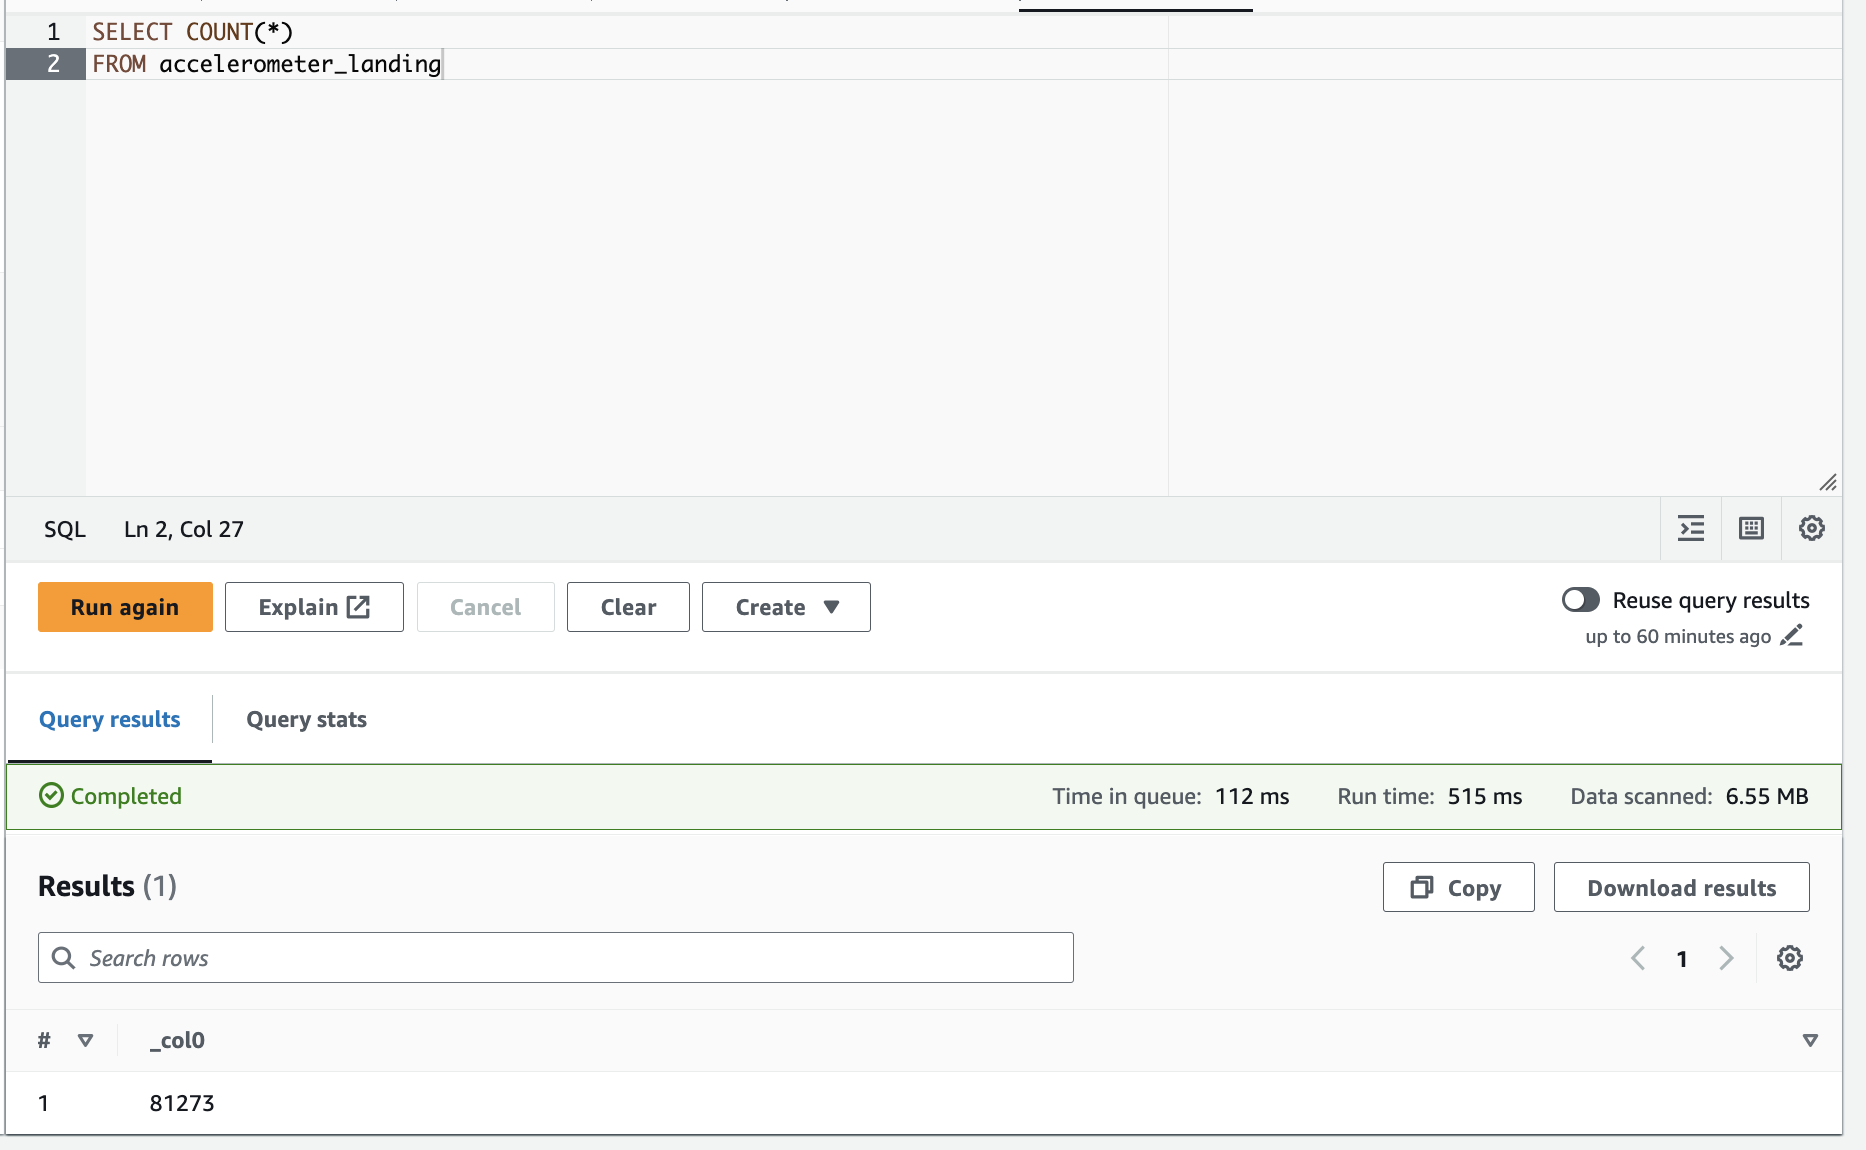 1 SELECT COUNT(*)
2 FROM accelerometer_landing
SQL Ln 2, Col 27
Run again Explain Cancel Clear Create Reuse query results
up to 60 minutes ago
Query results Query stats
Completed Time in queue: 112 ms Run time: 515 ms Data scanned: 6.55 MB
Results (1) Copy Download results
Search rows 1
# _col0
1 81273